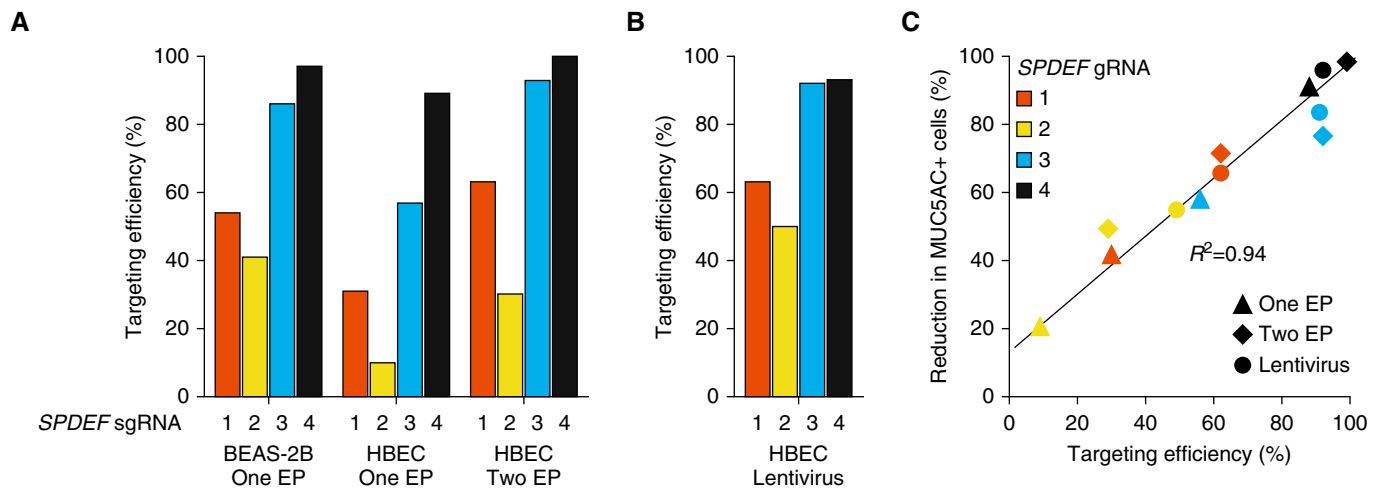 A
Targeting efficiency (%)
100
80
60
40
20
0
SPDEF sgRNA
1 2 3 4 1 2 3 4 1 2 3 4
BEAS-2B
One EP
HBEC
One EP
HBEC
Two EP
B
Targeting efficiency (%)
100
80
60
40
20
0
1 2 3 4
HBEC
Lentivirus
C
Reduction in MUC5AC+ cells (%)
100
80
60
40
20
0
SPDEF gRNA
1
2
3
4
R²=0.94
One EP
Two EP
Lentivirus
0 20 40 60 80 100
Targeting efficiency (%)